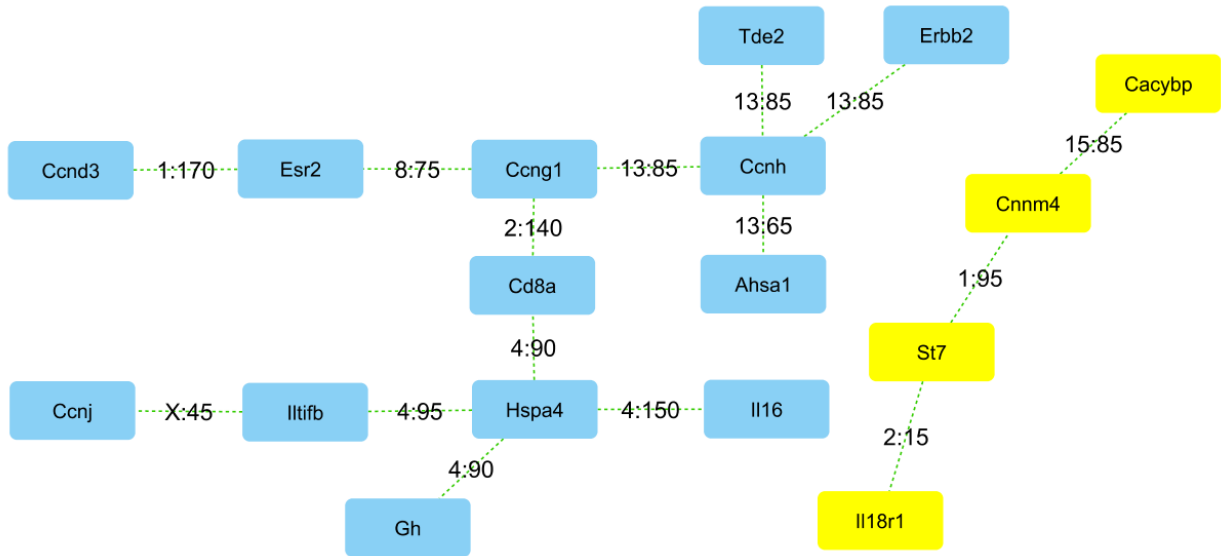 Tde2
Erbb2
Cacybp
13:85
13:85
15:85
Ccnd3
1:170
Esr2
8:75
Ccng1
13:85
Ccnh
Cnnm4
2:140
13:65
Cd8a
Ahsa1
1:95
4:90
St7
Ccnj
X:45
Iltifb
4:95
Hspa4
4:150
Il16
2:15
4:90
Gh
Il18r1